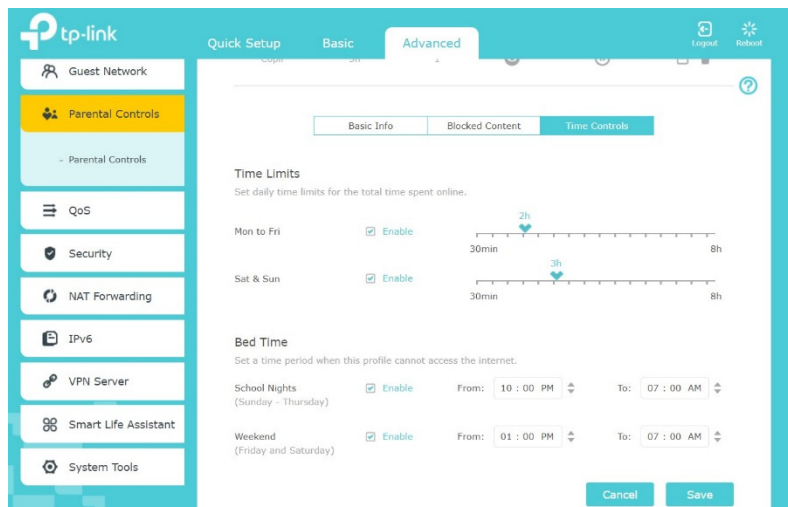 tp-link
Quick Setup
Basic
Advanced
Logout
Reboot
Guest Network
Parental Controls
- Parental Controls
QoS
Security
NAT Forwarding
IPv6
VPN Server
Smart Life Assistant
System Tools
Basic Info
Blocked Content
Time Controls
Time Limits
Set daily time limits for the total time spent online.
2h
Mon to Fri
Enable
30min
8h
3h
Sat & Sun
Enable
30min
8h
Bed Time
Set a time period when this profile cannot access the internet.
School Nights
(Sunday - Thursday)
Enable
From: 10 : 00 PM
To: 07 : 00 AM
Weekend
(Friday and Saturday)
Enable
From: 01 : 00 PM
To: 07 : 00 AM
Cancel
Save